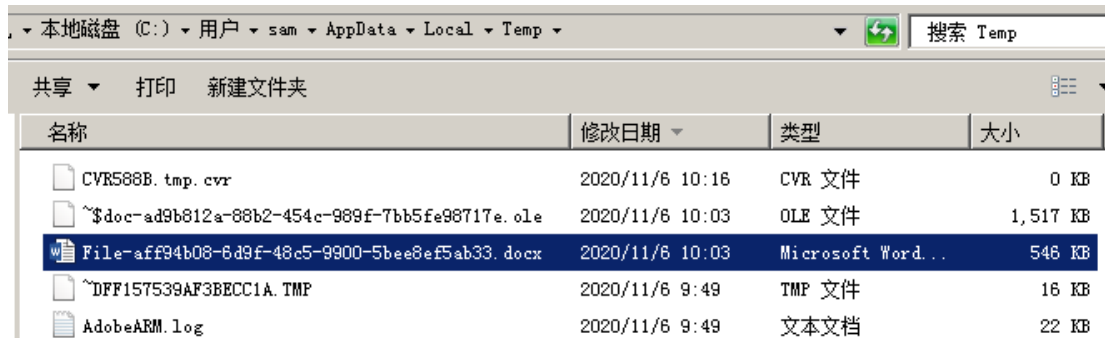 本地磁盘 (C:) 用户 sam AppData Local Temp 搜索 Temp
共享 打印 新建文件夹
名称 修改日期 类型 大小
CVR588B.tmp.cvr 2020/11/6 10:16 CVR 文件 0 KB
~$doc-ad9b812a-88b2-454c-989f-7bb5fe98717e.ole 2020/11/6 10:03 OLE 文件 1,517 KB
File-aff94b08-6d9f-48c5-9900-5bee8ef5ab33.docx 2020/11/6 10:03 Microsoft Word... 546 KB
~DFF157539AF3BECC1A.TMP 2020/11/6 9:49 TMP 文件 16 KB
AdobeARM.log 2020/11/6 9:49 文本文档 22 KB